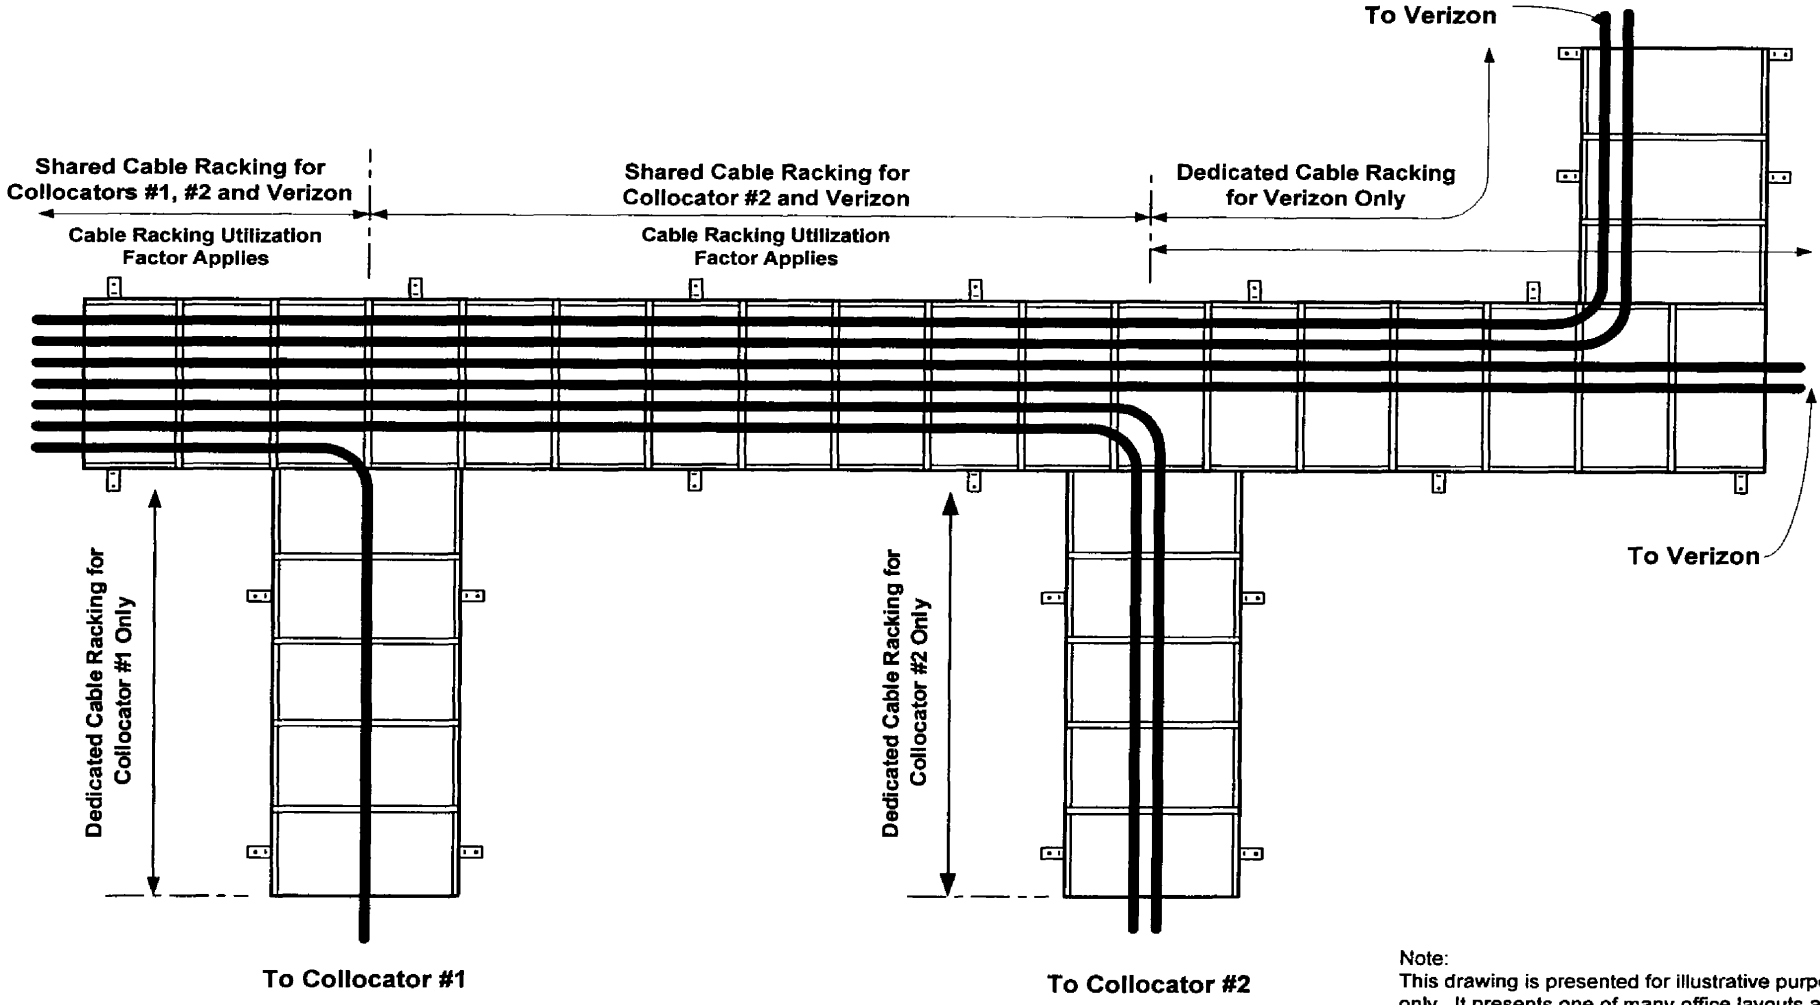 To Verizon
Shared Cable Racking for
Collocators #1, #2 and Verizon
Cable Racking Utilization
Factor Applies
Shared Cable Racking for
Collocator #2 and Verizon
Cable Racking Utilization
Factor Applies
Dedicated Cable Racking
for Verizon Only
Dedicated Cable Racking for
Collocator #1 Only
Dedicated Cable Racking for
Collocator #2 Only
To Verizon
To Collocator #1
To Collocator #2
Note:
This drawing is presented for illustrative
only. It presents one of many office layouts